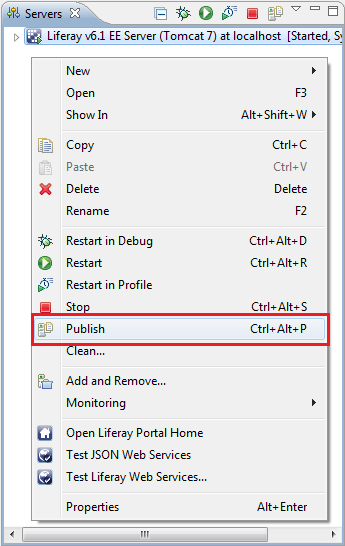 Servers
Liferay v6.1 EE Server (Tomcat 7) at localhost [Started, Sy
New
Open F3
Show In Alt+Shift+W
Copy Ctrl+C
Paste Ctrl+V
Delete Delete
Rename F2
Restart in Debug Ctrl+Alt+D
Restart Ctrl+Alt+R
Restart in Profile
Stop Ctrl+Alt+S
Publish Ctrl+Alt+P
Clean...
Add and Remove...
Monitoring
Open Liferay Portal Home
Test JSON Web Services
Test Liferay Web Services...
Properties Alt+Enter